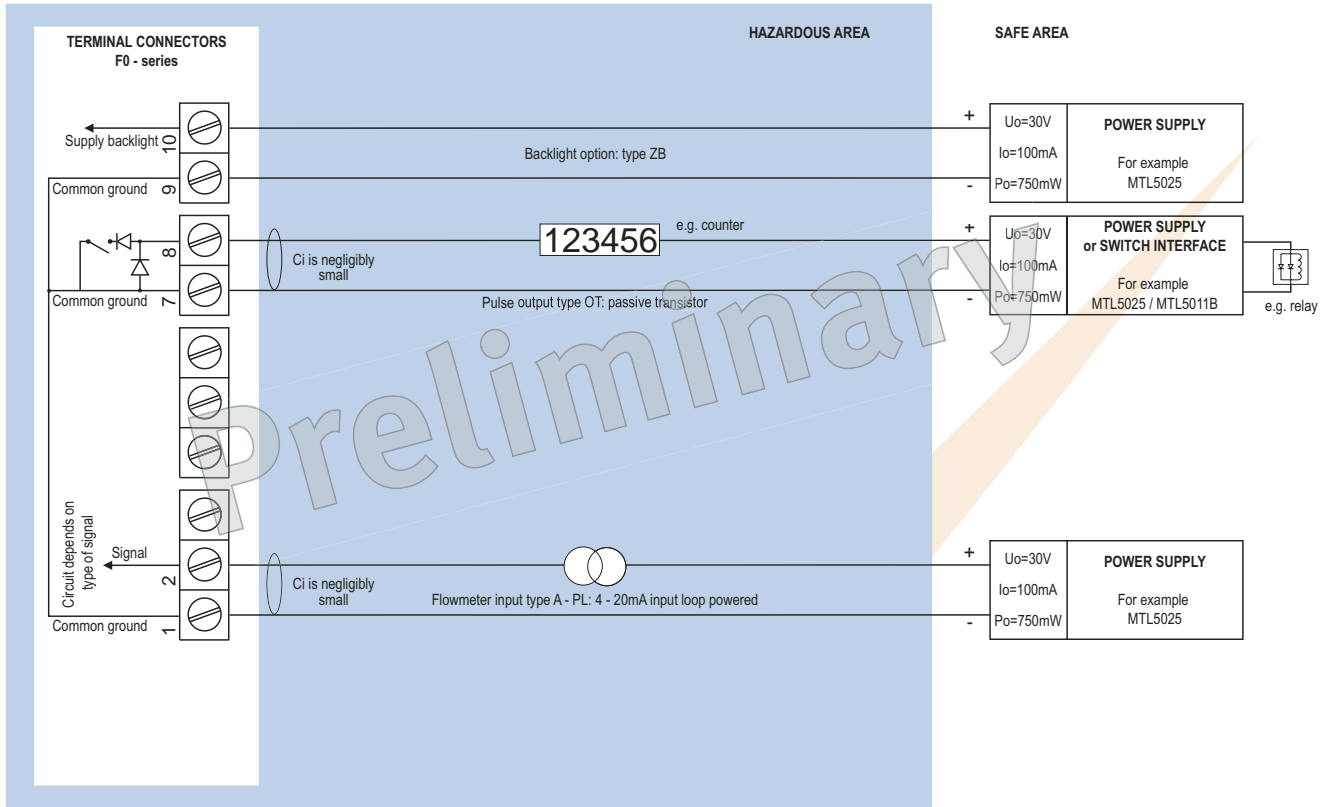 TERMINAL CONNECTORS
F0 - series
HAZARDOUS AREA
SAFE AREA
Supply backlight
10
Common ground
9
Backlight option: type ZB
+
-
Uo=30V
Io=100mA
Po=750mW
POWER SUPPLY
For example
MTL5025
8
Common ground
7
Ci is negligibly
small
123456
e.g. counter
Pulse output type OT: passive transistor
+
-
Uo=30V
Io=100mA
Po=750mW
POWER SUPPLY
or SWITCH INTERFACE
For example
MTL5025 / MTL5011B
e.g. relay
Preliminary
Circuit depends on
type of signal
Signal
2
Common ground
1
Ci is negligibly
small
Flowmeter input type A - PL: 4 - 20mA input loop powered
+
-
Uo=30V
Io=100mA
Po=750mW
POWER SUPPLY
For example
MTL5025